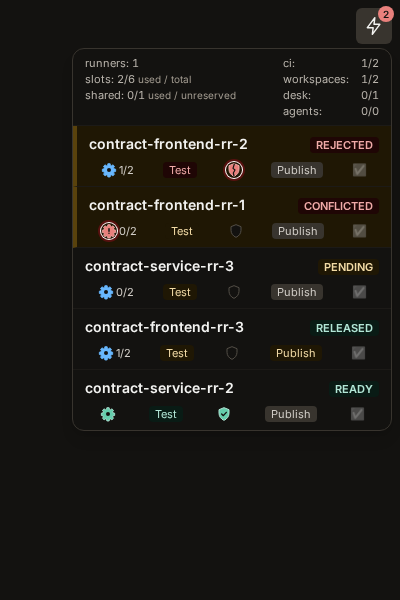 2
runners: 1
slots: 2/6 used / total
shared: 0/1 used / unreserved
ci: 1/2
workspaces: 1/2
desk: 0/1
agents: 0/0
contract-frontend-rr-2 REJECTED
1/2 Test Publish
contract-frontend-rr-1 CONFLICTED
0/2 Test Publish
contract-service-rr-3 PENDING
0/2 Test Publish
contract-frontend-rr-3 RELEASED
1/2 Test Publish
contract-service-rr-2 READY
Test Publish